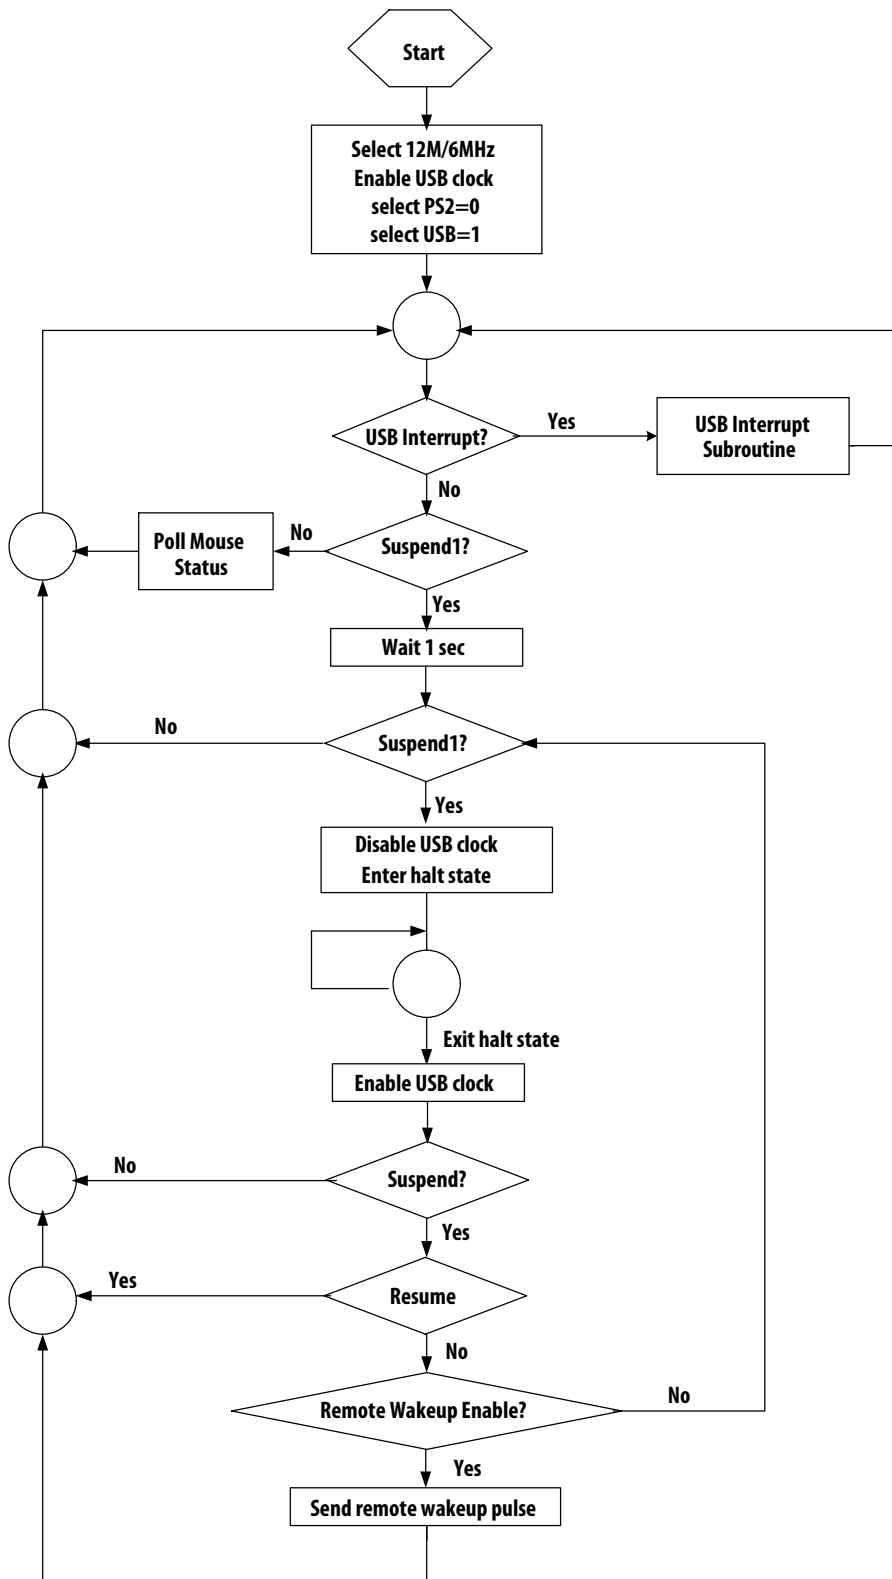 Start
Select 12M/6MHz
Enable USB clock
select PS2=0
select USB=1
USB Interrupt?
Yes
USB Interrupt
Subroutine
No
Suspend1?
No
Poll Mouse
Status
Yes
Wait 1 sec
Suspend1?
No
Yes
Disable USB clock
Enter halt state
Exit halt state
Enable USB clock
Suspend?
No
Yes
Resume
Yes
No
Remote Wakeup Enable?
No
Yes
Send remote wakeup pulse